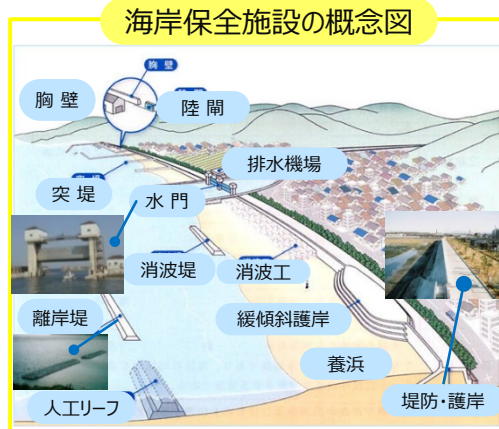 海岸保全施設の概念図
胸 壁
胸 壁
陸 閘
排水機場
突 堤
水 門
消波堤
消波工
離岸堤
緩傾斜護岸
養浜
人工リーフ
堤防・護岸